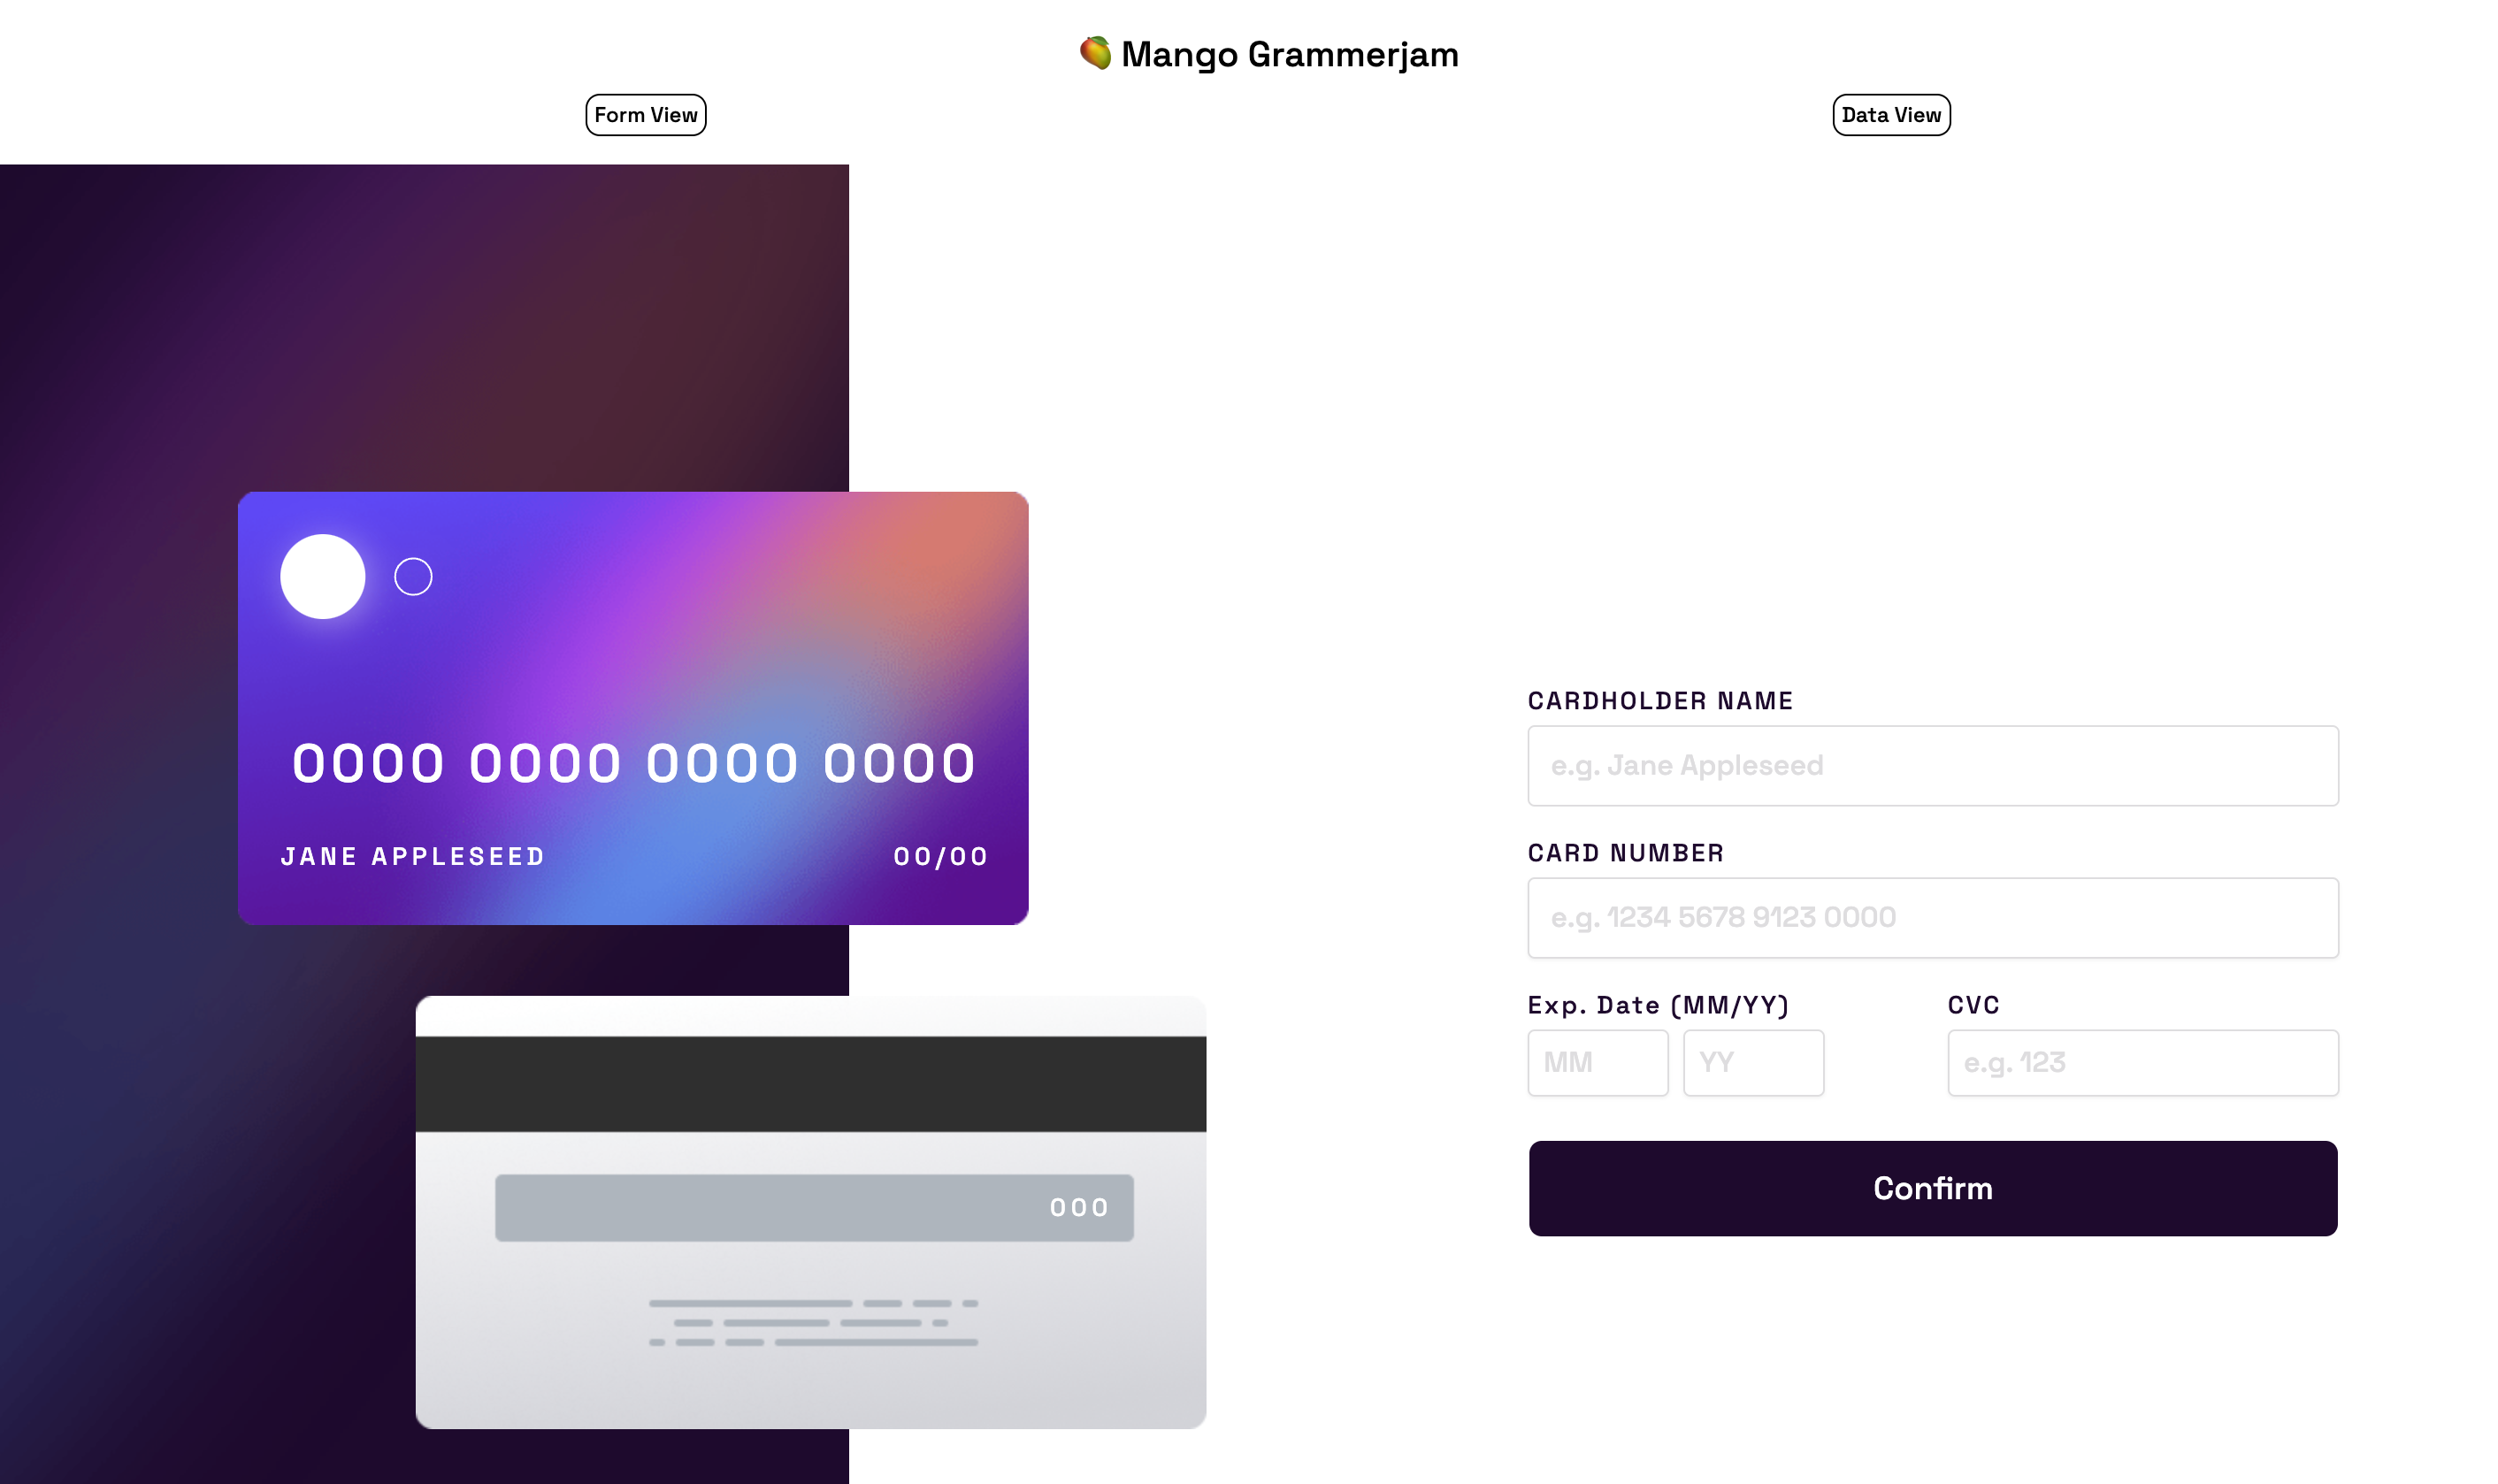 🥭 Mango Grammerjam
Form View
Data View
0000 0000 0000 0000
JANE APPLESEED
00/00
000
CARDHOLDER NAME
e.g. Jane Appleseed
CARD NUMBER
e.g. 1234 5678 9123 0000
Exp. Date (MM/YY)
CVC
MM
YY
e.g. 123
Confirm